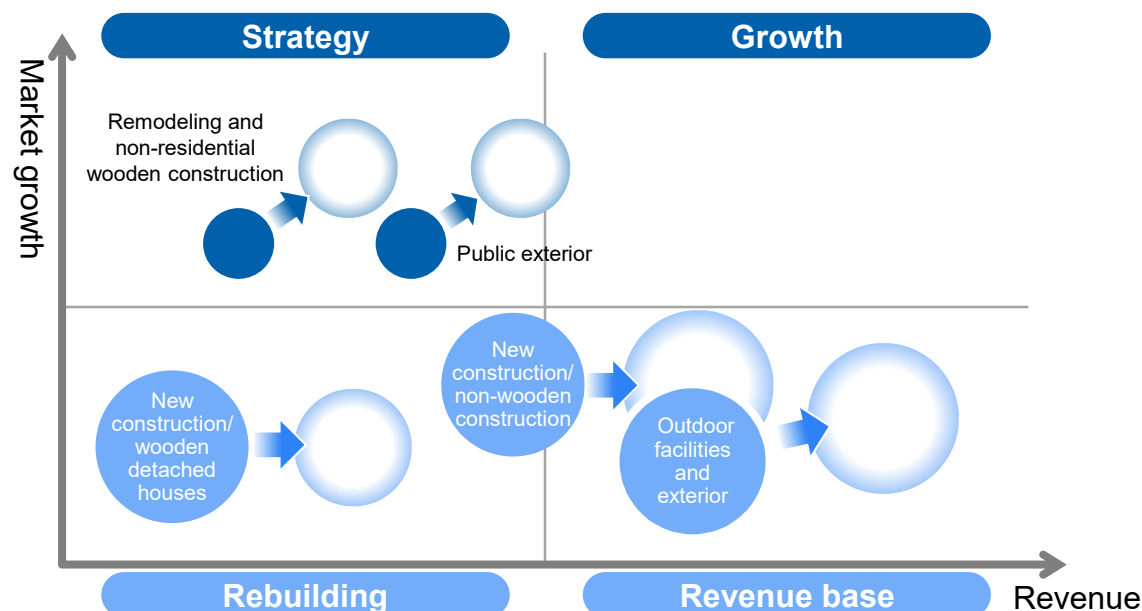 Strategy
Growth
Market growth
Remodeling and
non-residential
wooden construction
Public exterior
New
construction/
non-wooden
construction
New
construction/
wooden
detached
houses
Outdoor
facilities
and
exterior
Rebuilding
Revenue base
Revenue